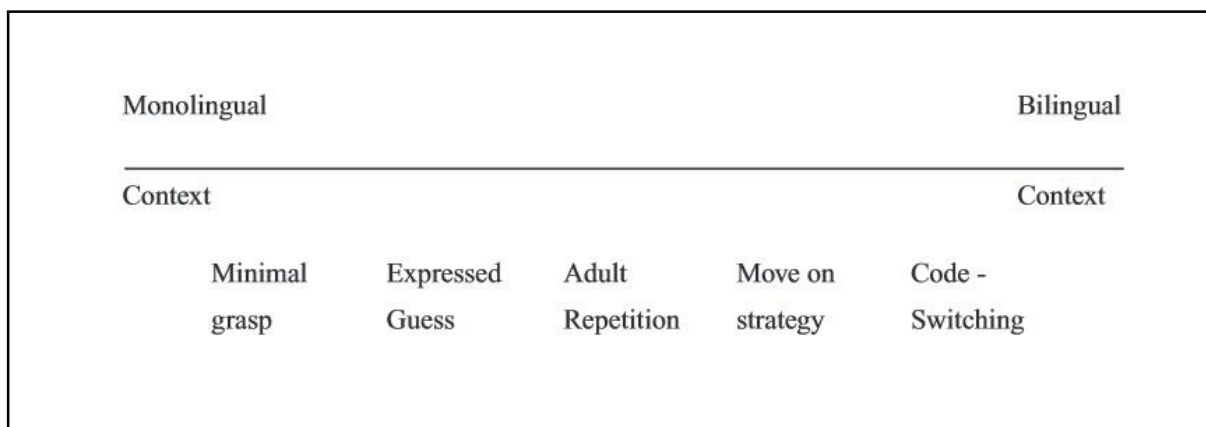 Monolingual Bilingual
Context Context
Minimal Expressed Adult Move on Code -
grasp Guess Repetition strategy Switching